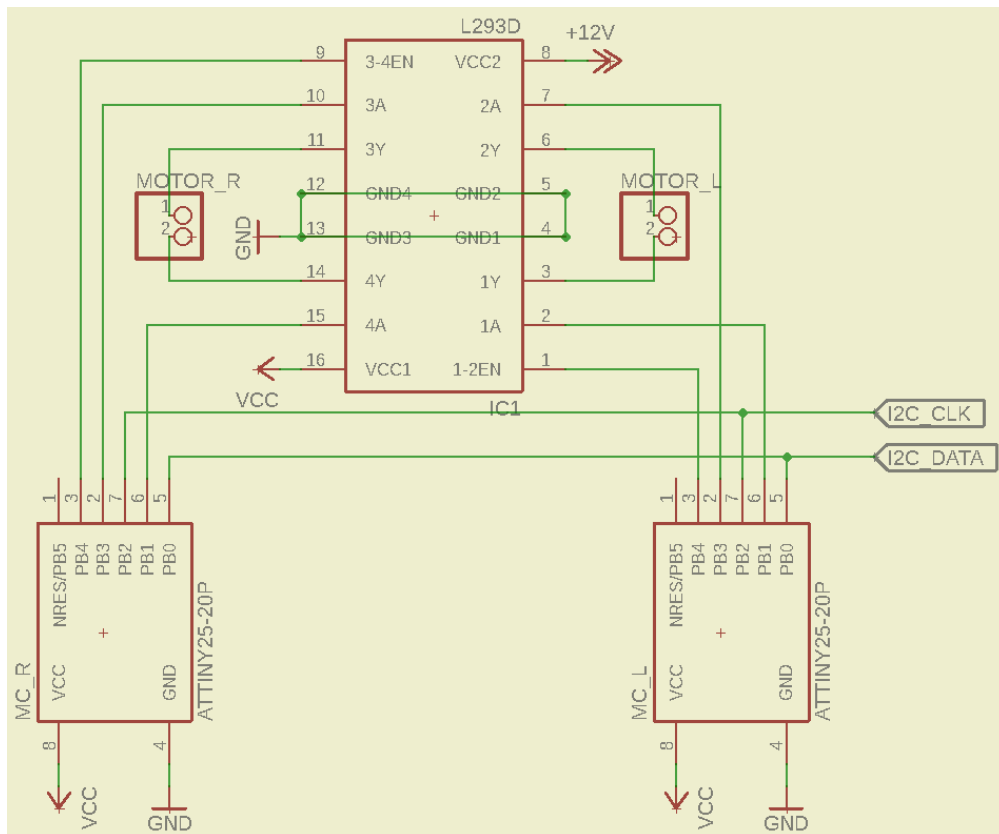 L293D
+12V
9 3-4EN VCC2 8
10 3A 2A 7
11 3Y 2Y 6
MOTOR_R
MOTOR_L
12 GND4 GND2 5
1
1
2
2
GND
13 GND3 GND1 4
14 4Y 1Y 3
15 4A 1A 2
16 VCC1 1-2EN 1
VCC
IC1
I2C_CLK
I2C_DATA
1 3 2 7 6 5
1 3 2 7 6 5
NRES/PB5 PB4 PB3 PB2 PB1 PB0
NRES/PB5 PB4 PB3 PB2 PB1 PB0
ATTINY25-20P
ATTINY25-20P
MC_R
VCC GND
MC_L
VCC GND
8 4
8 4
VCC
GND
VCC
GND